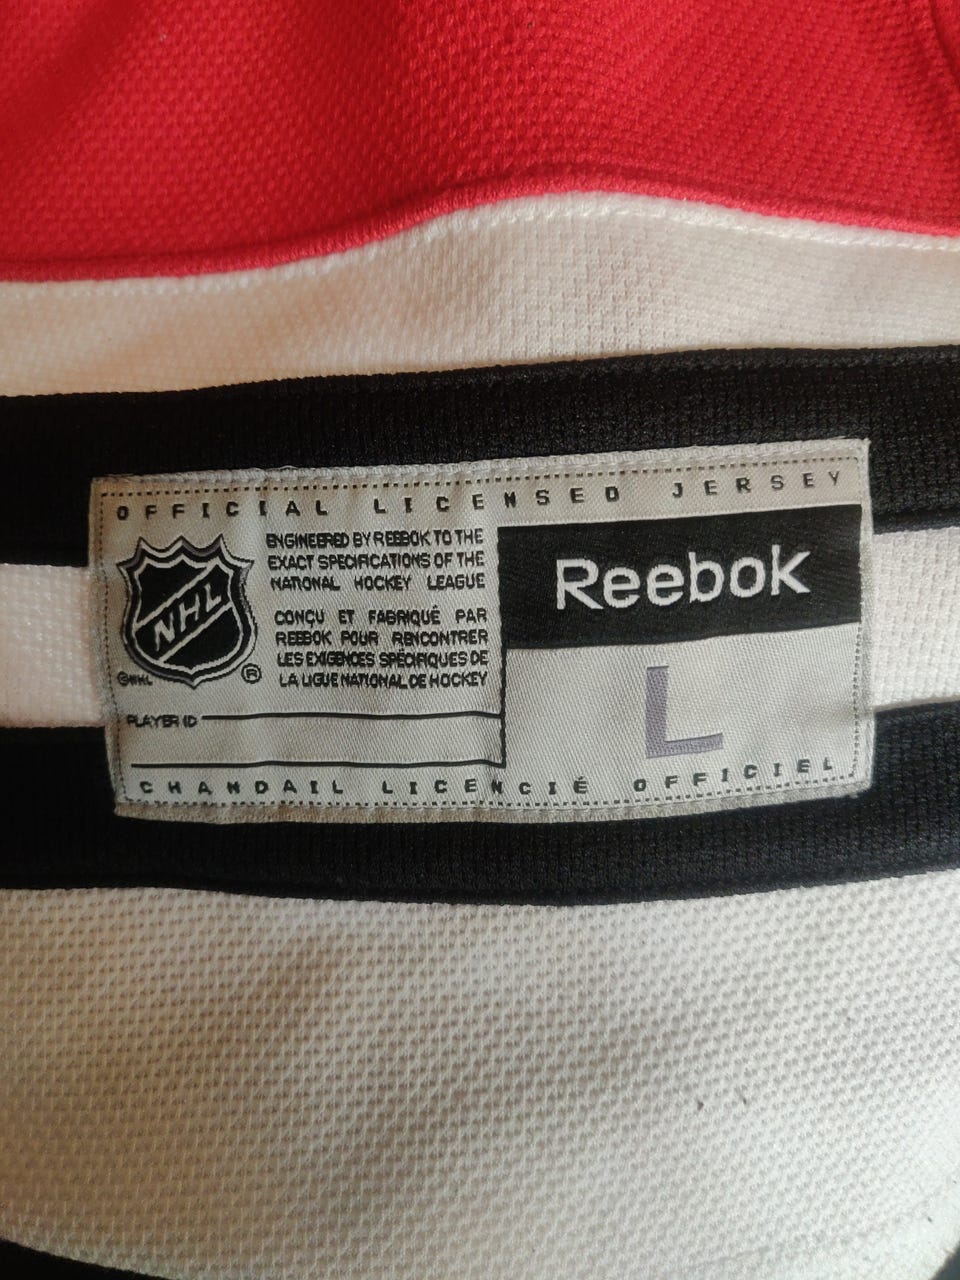 OFFICIAL LICENSED JERSEY
ENGINEERED BY REEBOK TO THE
EXACT SPECIFICATIONS OF THE
NATIONAL HOCKEY LEAGUE
CONÇU ET FABRIQUÉ PAR
REEBOK POUR RENCONTRER
LES EXIGENCES SPÉCIFIQUES DE
LA LIGUE NATIONAL DE HOCKEY
NHL
©NHL ®
PLAYER ID
Reebok
L
CHANDAIL LICENCIÉ OFFICIEL